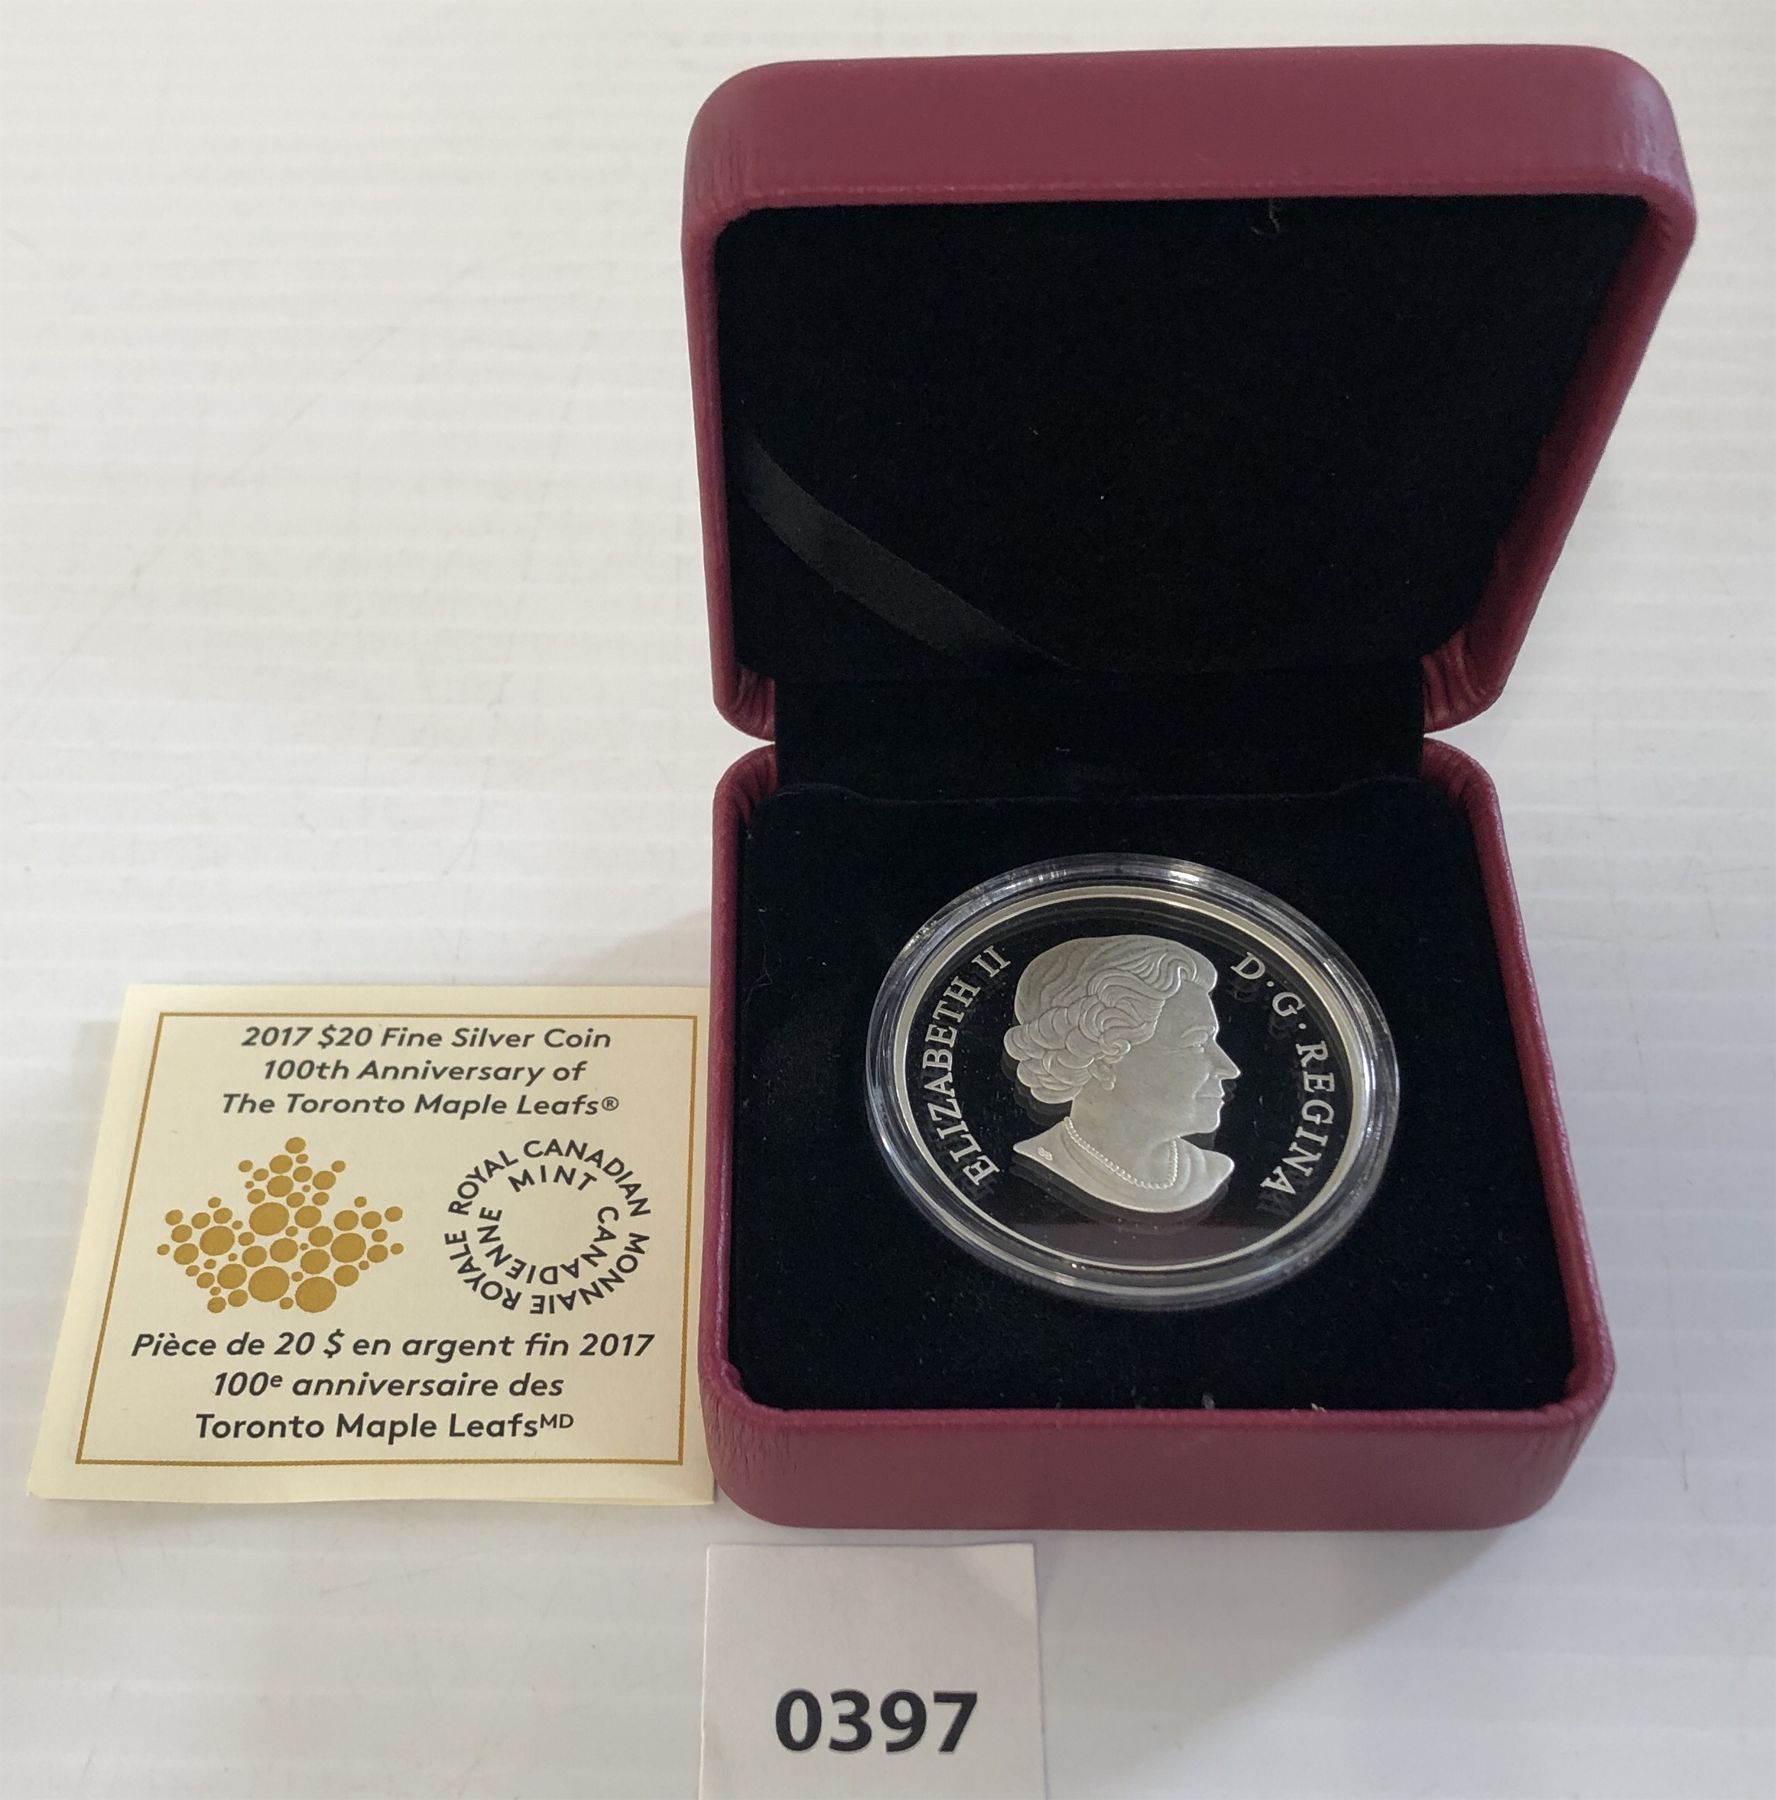 2017 $20 Fine Silver Coin
100th Anniversary of
The Toronto Maple Leafs®
ROYAL CANADIAN MINT
MONNAIE ROYALE CANADIENNE
Pièce de 20 $ en argent fin 2017
100e anniversaire des
Toronto Maple LeafsMD
ELIZABETH II
D·G·REGINA
SB
0397